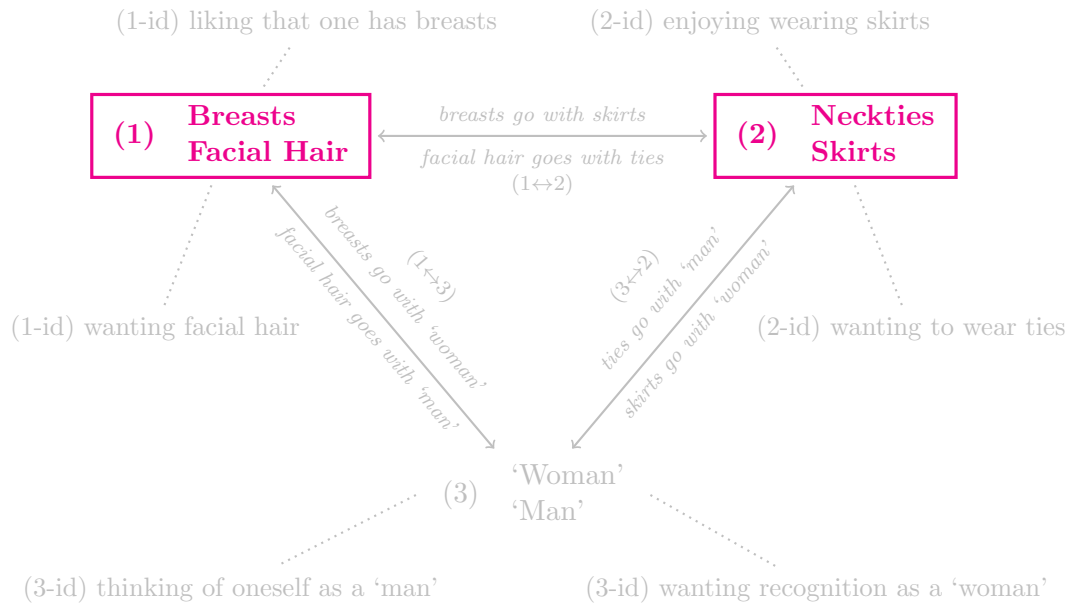 (1-id) liking that one has breasts
(2-id) enjoying wearing skirts
(1) Breasts
Facial Hair
breasts go with skirts
facial hair goes with ties
(1↔2)
(2) Neckties
Skirts
breasts go with ‘woman’
facial hair goes with ‘man’
(1↔3)
(3↔2)
ties go with ‘man’
skirts go with ‘woman’
(1-id) wanting facial hair
(2-id) wanting to wear ties
(3) ‘Woman’
‘Man’
(3-id) thinking of oneself as a ‘man’
(3-id) wanting recognition as a ‘woman’